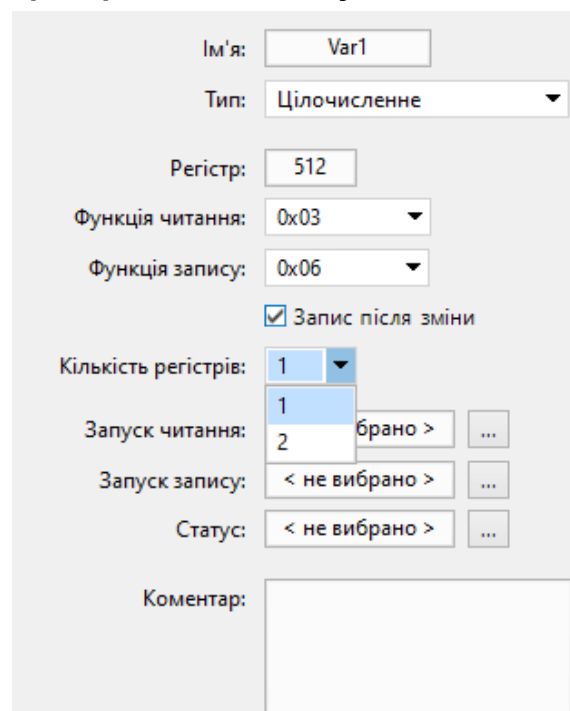 Ім'я: Var1
Тип: Цілочисленне
Регістр: 512
Функція читання: 0x03
Функція запису: 0x06
Запис після зміни
Кількість регістрів: 1
1
Запуск читання: брано > ...
2
Запуск запису: < не вибрано > ...
Статус: < не вибрано > ...
Коментар: